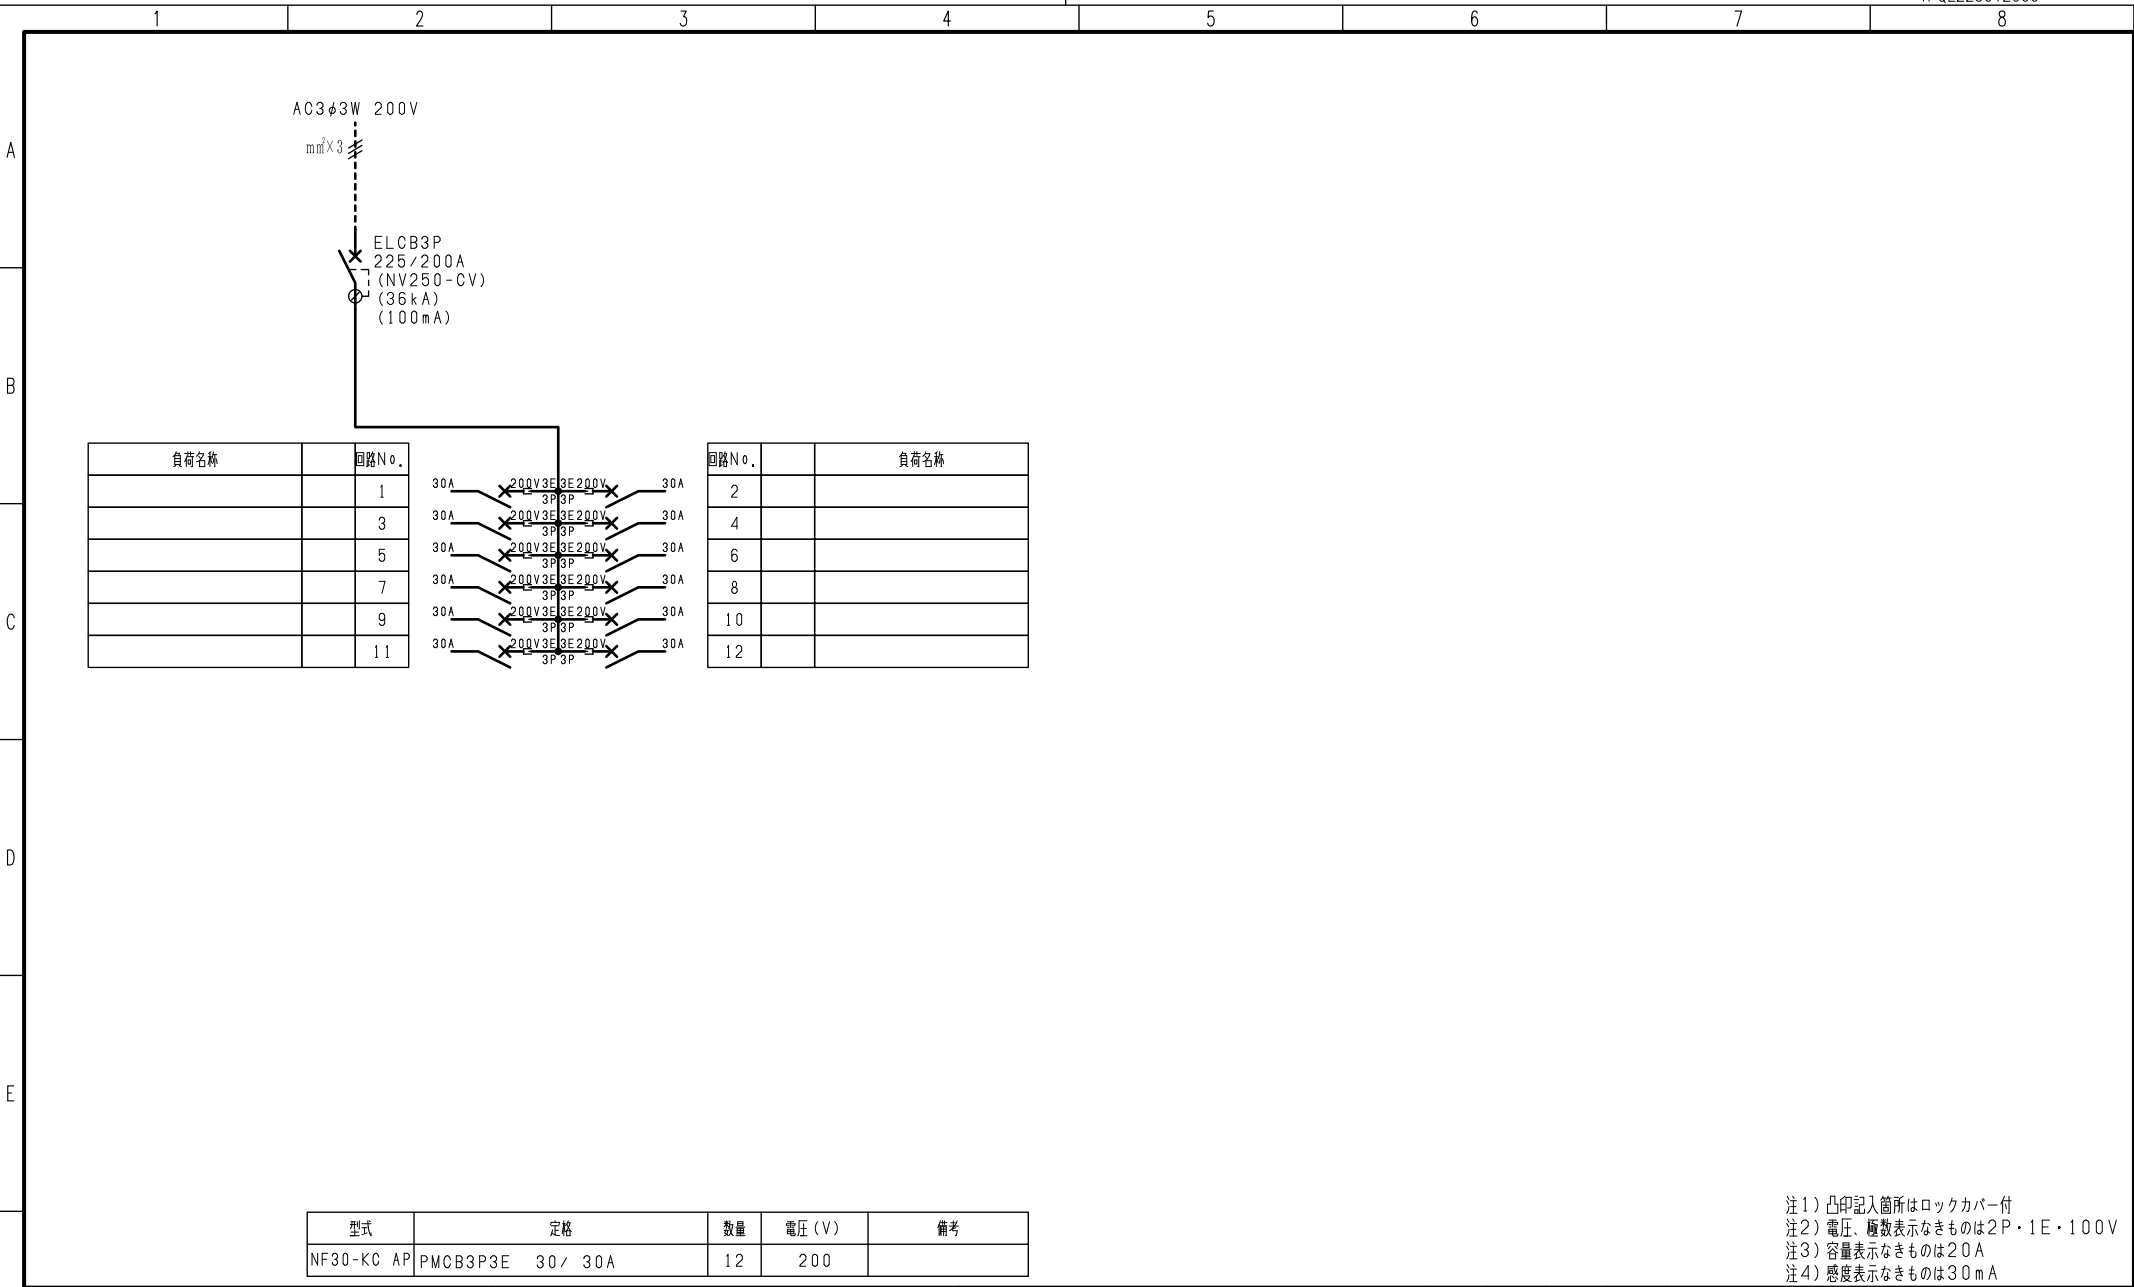 1 2 3 4 5 6 7 8
AC3φ3W 200V
A
mm²×3
ELCB3P
225/200A
(NV250-CV)
(36kA)
(100mA)
B
負荷名称 回路No. 回路No. 負荷名称
1 30A 200V3E 3E200V 30A 2
3P 3P
3 30A 200V3E 3E200V 30A 4
3P 3P
5 30A 200V3E 3E200V 30A 6
3P 3P
7 30A 200V3E 3E200V 30A 8
3P 3P
C
9 30A 200V3E 3E200V 30A 10
3P 3P
11 30A 200V3E 3E200V 30A 12
3P 3P
D
E
型式 定格 数量 電圧(V) 備考
NF30-KC AP PMCB3P3E 30/ 30A 12 200
注1)凸印記入箇所はロックカバー付
注2)電圧、極数表示なきものは2P・1E・100V
注3)容量表示なきものは20A
注4)感度表示なきものは30mA